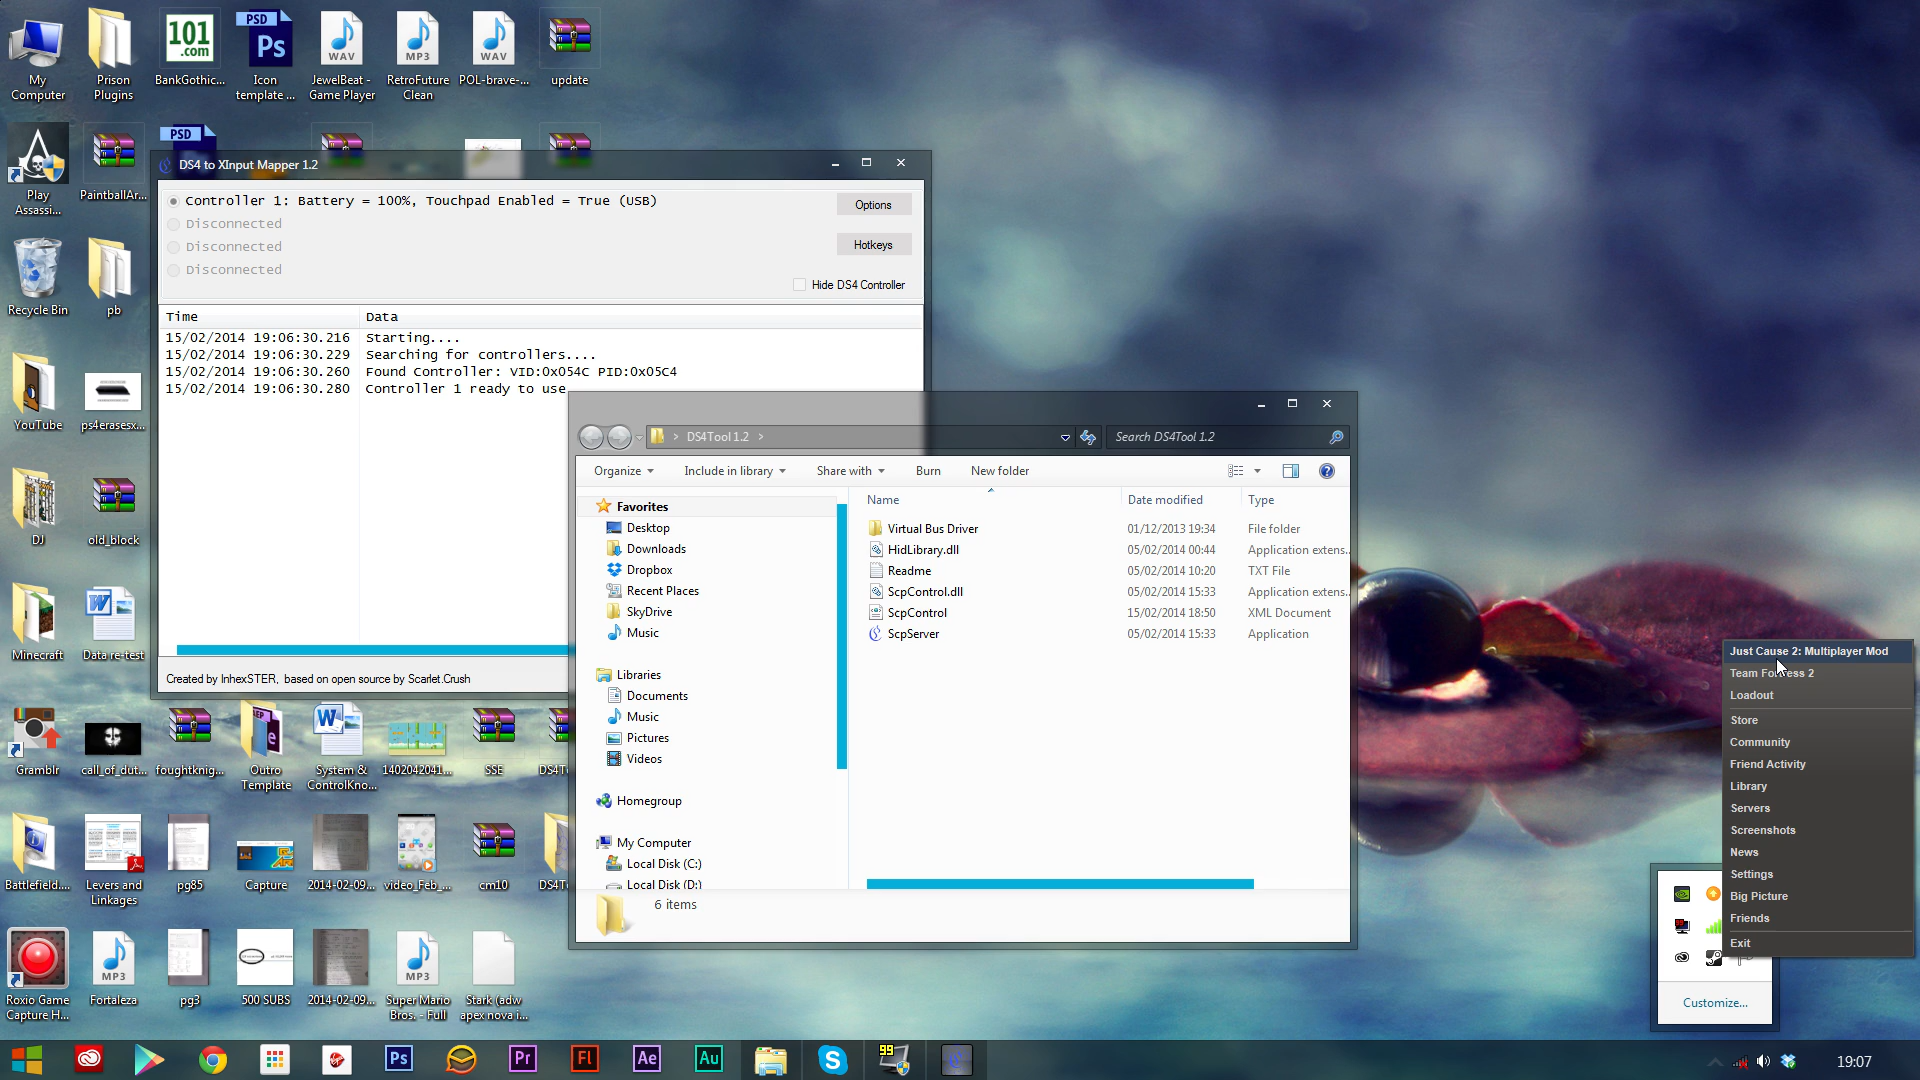 My Computer
Prison Plugins
101 .com
BankGothic...
PSD
Ps
Icon template ...
WAV
JewelBeat - Game Player
MP3
RetroFuture Clean
WAV
POL-brave-...
update
Play Assassi...
PaintballAr...
PSD
Recycle Bin
pb
YouTube
ps4erasesx...
DJ
old_block
Minecraft
Data re-test
DS4 to XInput Mapper 1.2
Controller 1: Battery = 100%, Touchpad Enabled = True (USB)
Disconnected
Disconnected
Disconnected
Options
Hotkeys
Hide DS4 Controller
Time Data
15/02/2014 19:06:30.216 Starting....
15/02/2014 19:06:30.229 Searching for controllers....
15/02/2014 19:06:30.260 Found Controller: VID:0x054C PID:0x05C4
15/02/2014 19:06:30.280 Controller 1 ready to use
Created by InhexSTER, based on open source by Scarlet.Crush
DS4Tool 1.2
Search DS4Tool 1.2
Organize Include in library Share with Burn New folder
Favorites
Desktop
Downloads
Dropbox
Recent Places
SkyDrive
Music
Libraries
Documents
Music
Pictures
Videos
Homegroup
My Computer
Local Disk (C:)
Local Disk (D:)
Name Date modified Type
Virtual Bus Driver 01/12/2013 19:34 File folder
HidLibrary.dll 05/02/2014 00:44 Application extens...
Readme 05/02/2014 10:20 TXT File
ScpControl.dll 05/02/2014 15:33 Application extens...
ScpControl 15/02/2014 18:50 XML Document
ScpServer 05/02/2014 15:33 Application
6 items
Gramblr
call_of_dut...
foughtknig...
AEP
Outro Template
System & ControlKno...
1402042041...
SSE
DS4To
Battlefield....
Levers and Linkages
pg85
Capture
2014-02-09...
video_Feb_...
cm10
DS4To
Roxio Game Capture H...
MP3
Fortaleza
pg3
500 SUBS
2014-02-09...
MP3
Super Mario Bros. - Full
Stark (adw apex nova i...
Just Cause 2: Multiplayer Mod
Team Fortress 2
Loadout
Store
Community
Friend Activity
Library
Servers
Screenshots
News
Settings
Big Picture
Friends
Exit
Customize...
Ps
Pr
Fl
Ae
Au
99
19:07